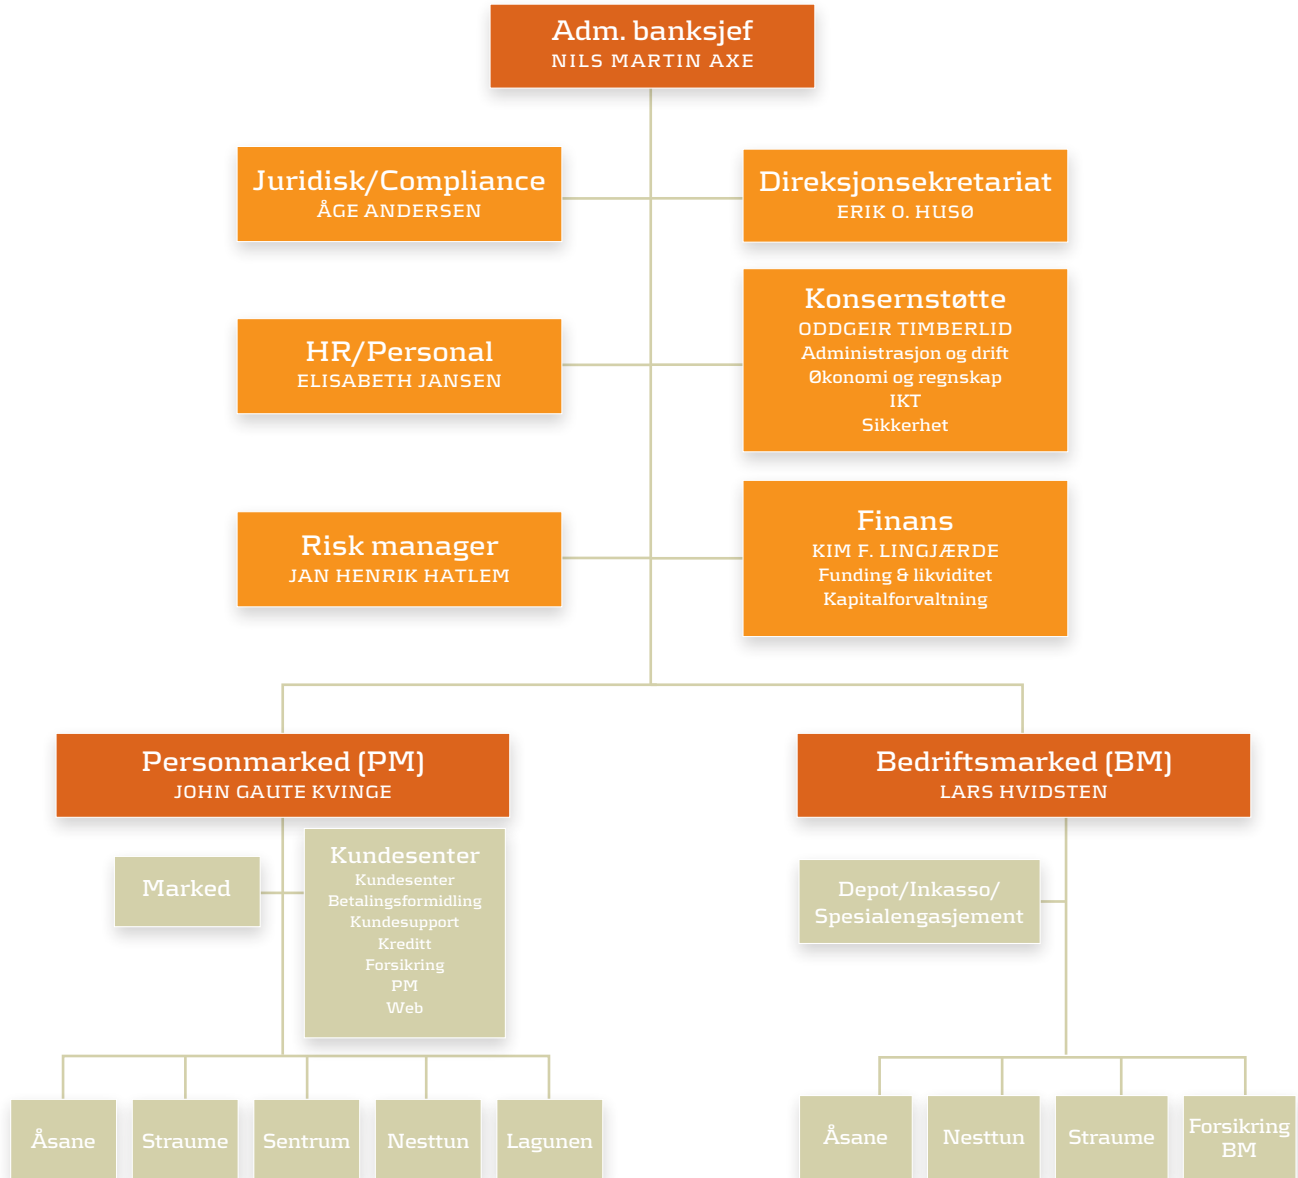 Adm. banksjef
NILS MARTIN AXE
Juridisk/Compliance
ÅGE ANDERSEN
Direksjonsekretariat
ERIK O. HUSØ
HR/Personal
ELISABETH JANSEN
Konsernstøtte
ODDGEIR TIMBERLID
Administrasjon og drift
Økonomi og regnskap
IKT
Sikkerhet
Risk manager
JAN HENRIK HATLEM
Finans
KIM F. LINGJÆRDE
Funding & likviditet
Kapitalforvaltning
Personmarked (PM)
JOHN GAUTE KVINGE
Marked
Kundesenter
Kundesenter
Betalingsformidling
Kundesupport
Kreditt
Forsikring
PM
Web
Åsane
Straume
Sentrum
Nesttun
Lagunen
Bedriftsmarked (BM)
LARS HVIDSTEN
Depot/Inkasso/
Spesialengasjement
Åsane
Nesttun
Straume
Forsikring
BM